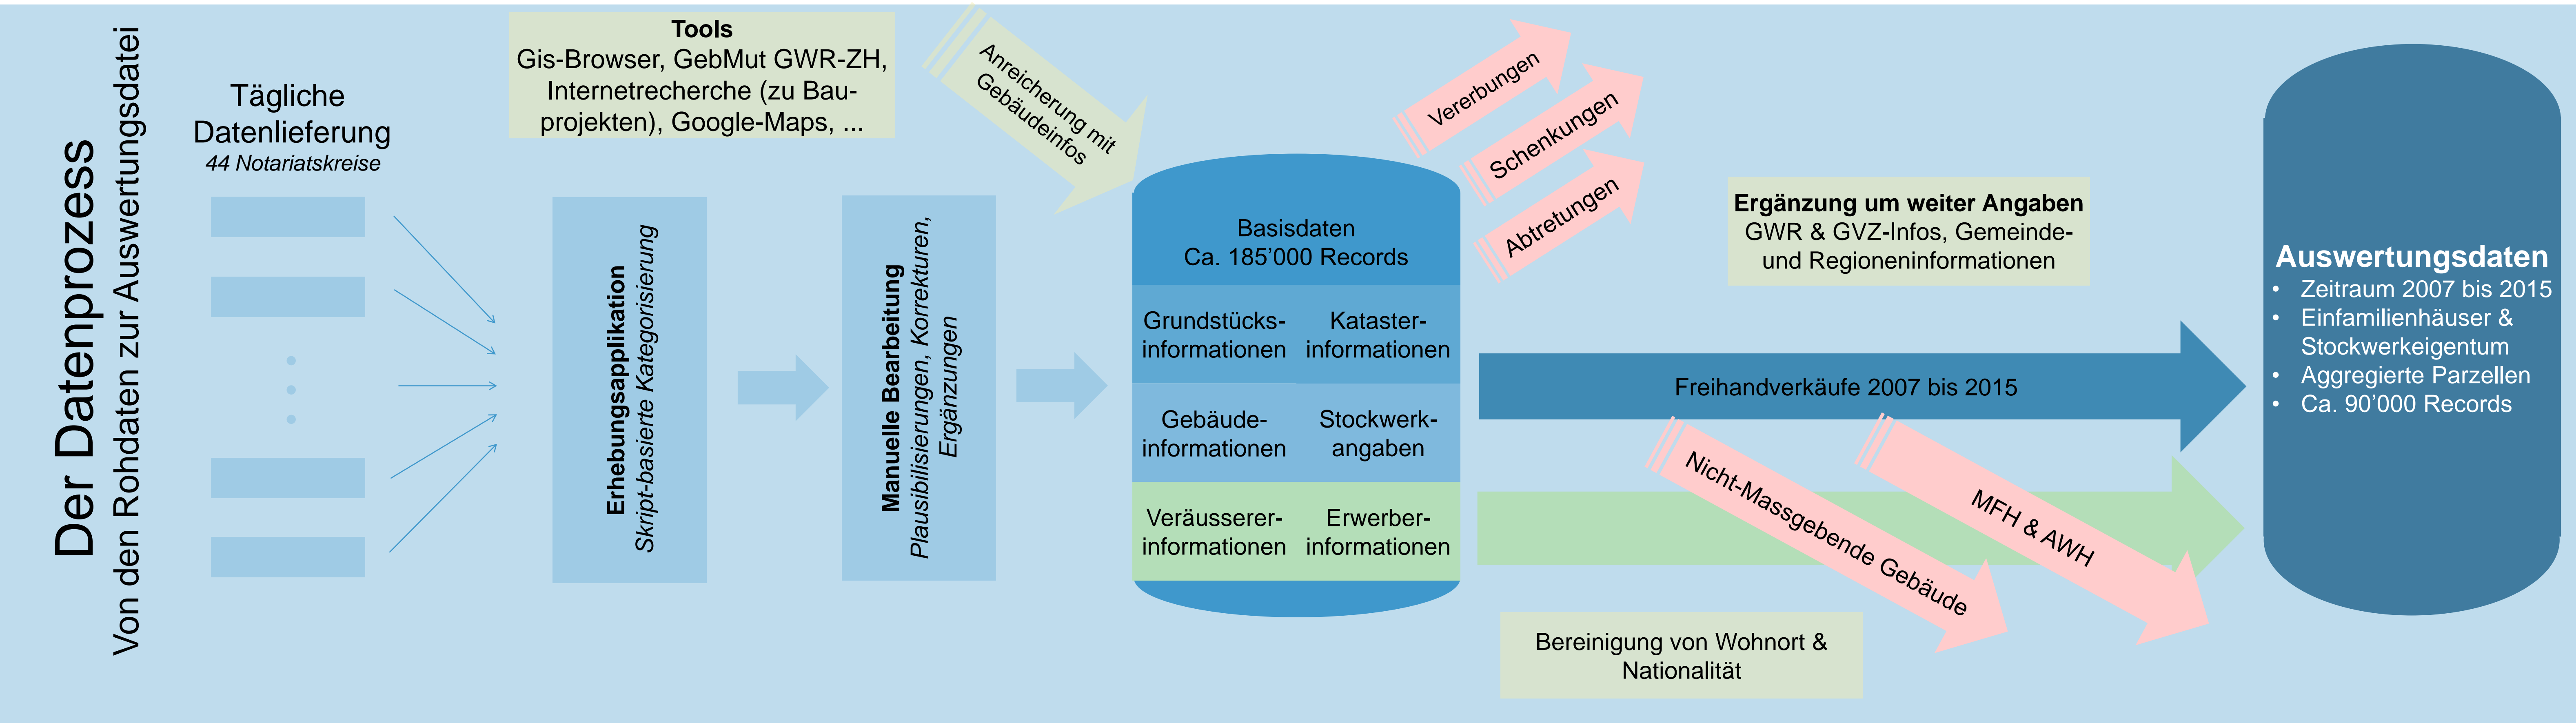 Der Datenprozess
Von den Rohdaten zur Auswertungsdatei
Tägliche
Datenlieferung
44 Notariatskreise
Tools
Gis-Browser, GebMut GWR-ZH,
Internetrecherche (zu Bau-
projekten), Google-Maps, ...
Erhebungsapplikation
Skript-basierte Kategorisierung
Manuelle Bearbeitung
Plausibilisierungen, Korrekturen,
Ergänzungen
Anreicherung mit
Gebäudeinfos
Basisdaten
Ca. 185’000 Records
Grundstücks-
informationen
Kataster-
informationen
Gebäude-
informationen
Stockwerk-
angaben
Veräusserer-
informationen
Erwerber-
informationen
Vererbungen
Schenkungen
Abtretungen
Ergänzung um weiter Angaben
GWR & GVZ-Infos, Gemeinde-
und Regioneninformationen
Freihandverkäufe 2007 bis 2015
Nicht-Massgebende Gebäude
MFH & AWH
Bereinigung von Wohnort &
Nationalität
Auswertungsdaten
• Zeitraum 2007 bis 2015
• Einfamilienhäuser &
Stockwerkeigentum
• Aggregierte Parzellen
• Ca. 90’000 Records